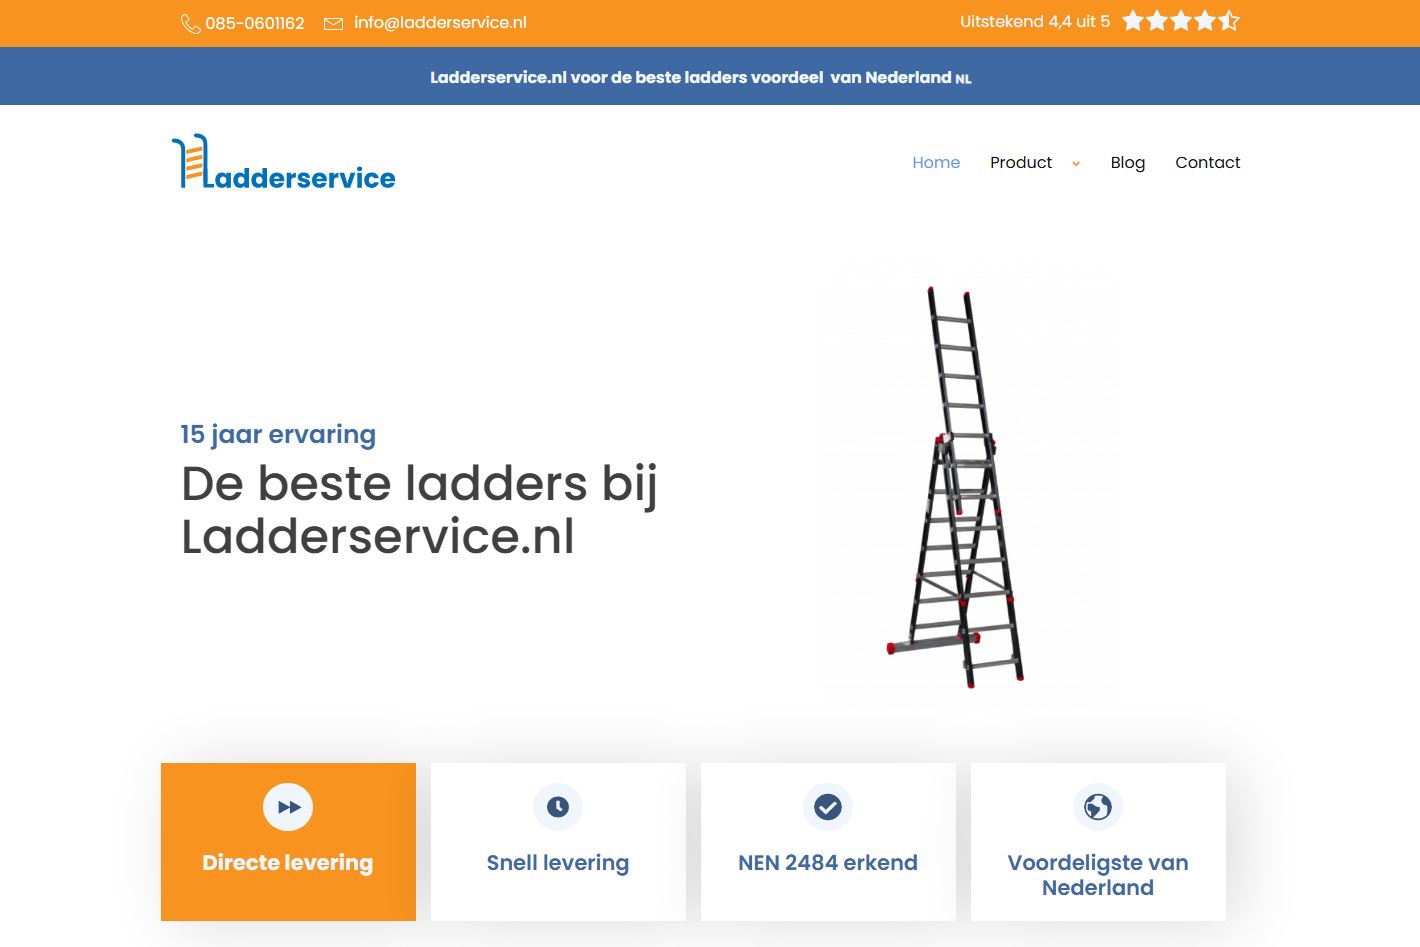 085-0601162 info@ladderservice.nl Uitstekend 4,4 uit 5
Ladderservice.nl voor de beste ladders voordeel van Nederland NL
Ladderservice
Home Product Blog Contact
15 jaar ervaring
De beste ladders bij
Ladderservice.nl
Directe levering
Snell levering
NEN 2484 erkend
Voordeligste van
Nederland